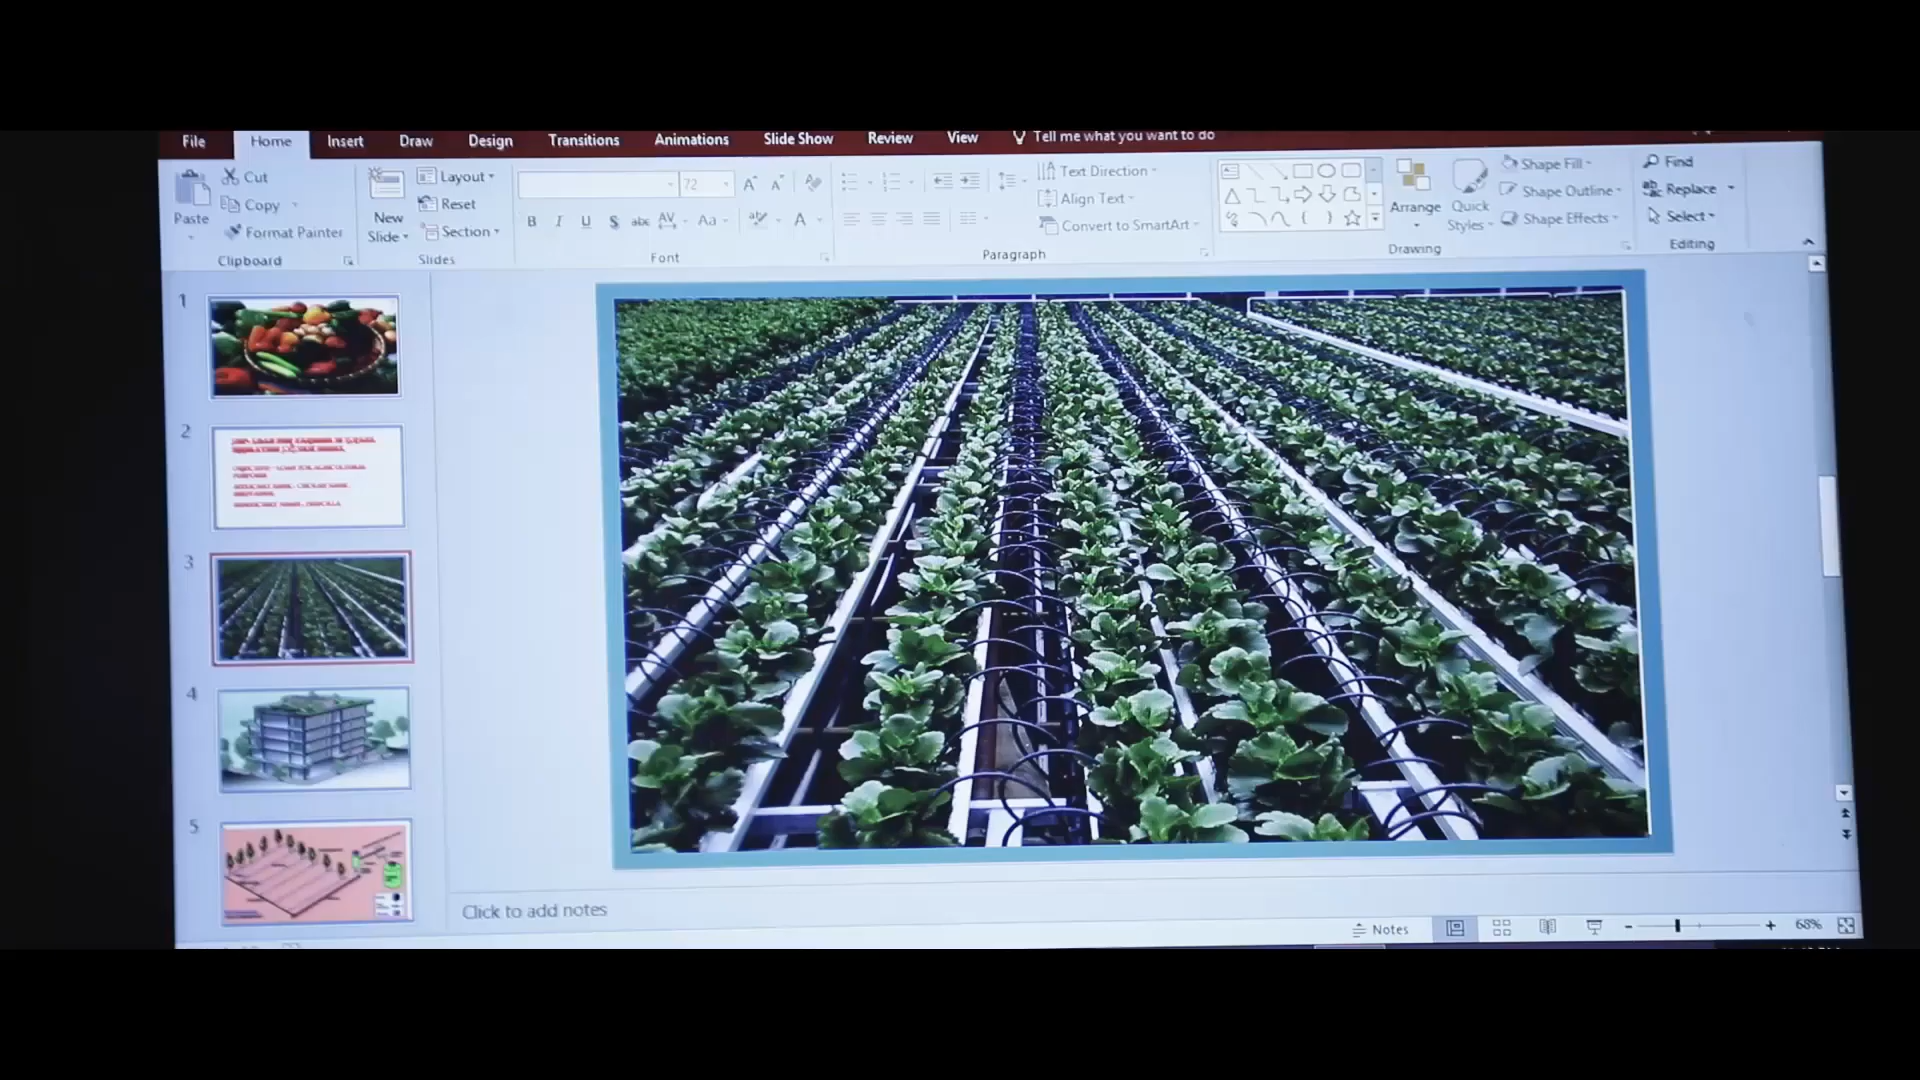 File Home Insert Draw Design Transitions Animations Slide Show Review View Tell me what you want to do
Paste
Cut
Copy
Format Painter
Clipboard
New
Slide
Layout
Reset
Section
Slides
72
B I U S abc AV Aa A
Font
Text Direction
Align Text
Convert to SmartArt
Paragraph
Arrange
Quick
Styles
Shape Fill
Shape Outline
Shape Effects
Drawing
Find
Replace
Select
Editing
1
2
3
4
5
Click to add notes
Notes
68%